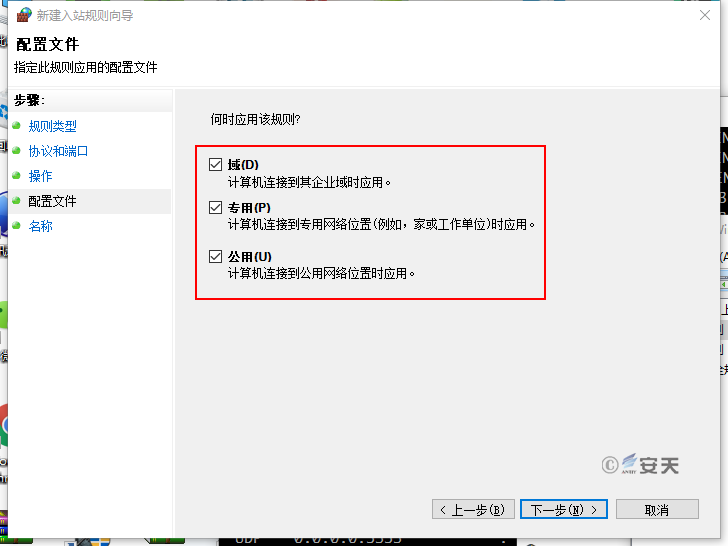 新建入站规则向导
配置文件
指定此规则应用的配置文件
步骤:
规则类型
协议和端口
操作
配置文件
名称
何时应用该规则?
域(D)
计算机连接到其企业域时应用。
专用(P)
计算机连接到专用网络位置(例如，家或工作单位)时应用。
公用(U)
计算机连接到公用网络位置时应用。
© 安天
< 上一步(B)
下一步(N) >
取消